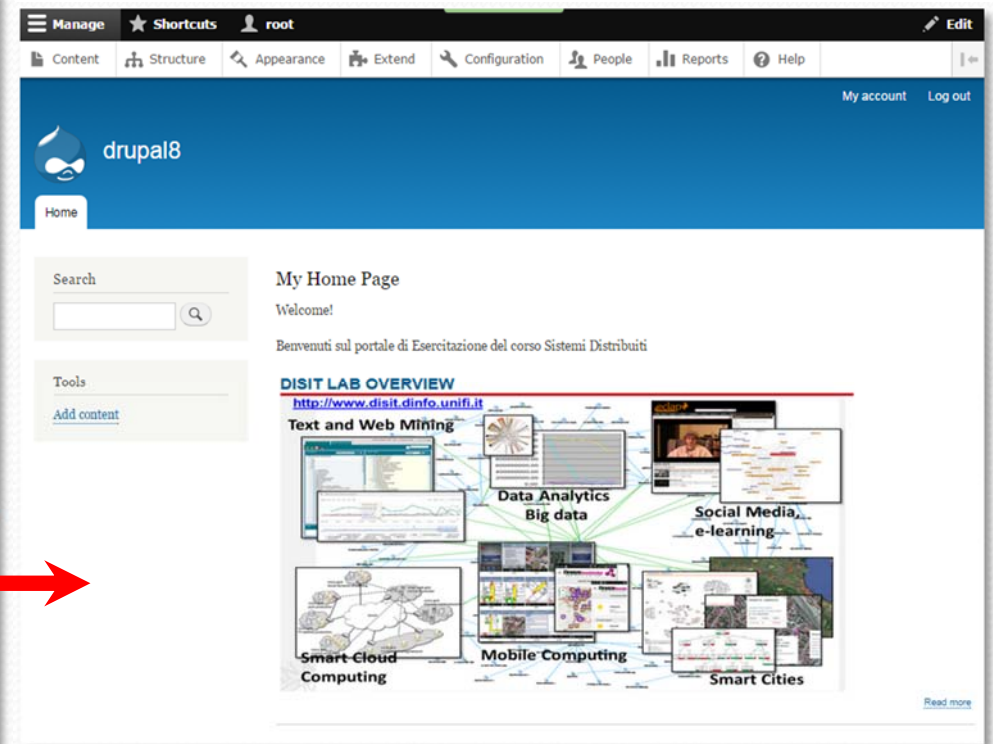 Manage Shortcuts root Edit
Content Structure Appearance Extend Configuration People Reports Help
My account Log out
drupal8
Home
Search
Tools
Add content
My Home Page
Welcome!
Benvenuti sul portale di Esercitazione del corso Sistemi Distribuiti
DISIT LAB OVERVIEW
http://www.disit.dinfo.unifi.it
Text and Web Mining
Data Analytics
Big data
Social Media,
e-learning
Smart Cloud
Computing
Mobile Computing
Smart Cities
Read more